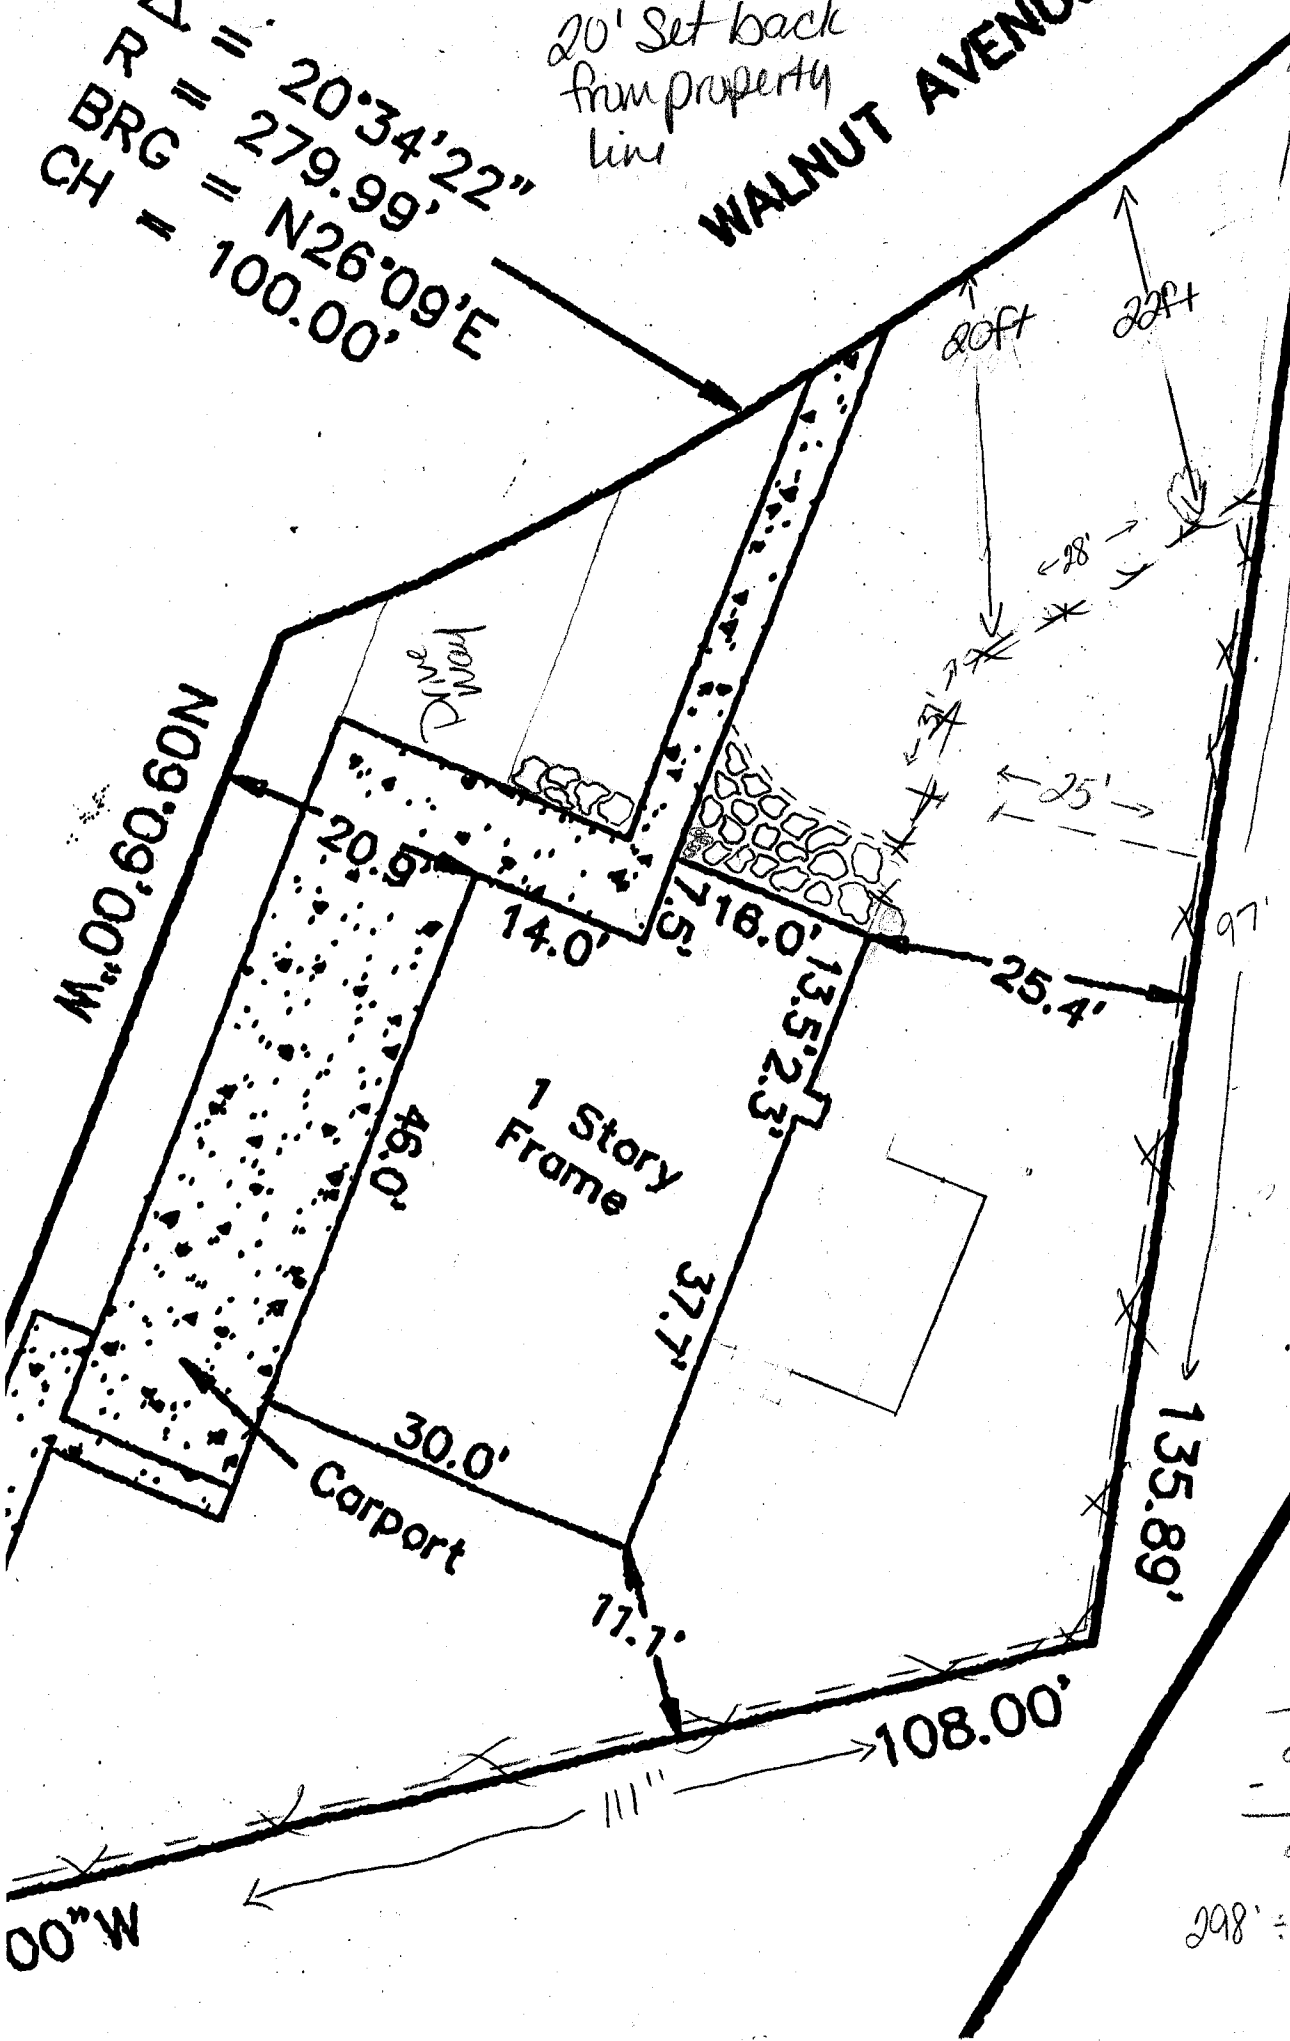 Δ = 20°34'22"
R = 279.99'
BRG = N26°09'E
CH = 100.00'
20' Set back
from property
line
WALNUT AVENU
20ft
22ft
28'
Drive
way
25'
N09°09'00"W
20.9'
14.0'
7.5'
16.0'
25.4'
97'
13.5'
2.3'
1 Story
Frame
46.0'
37.7'
30.0'
Carport
11.1'
135.89'
108.00'
111"
00"W
298' ÷